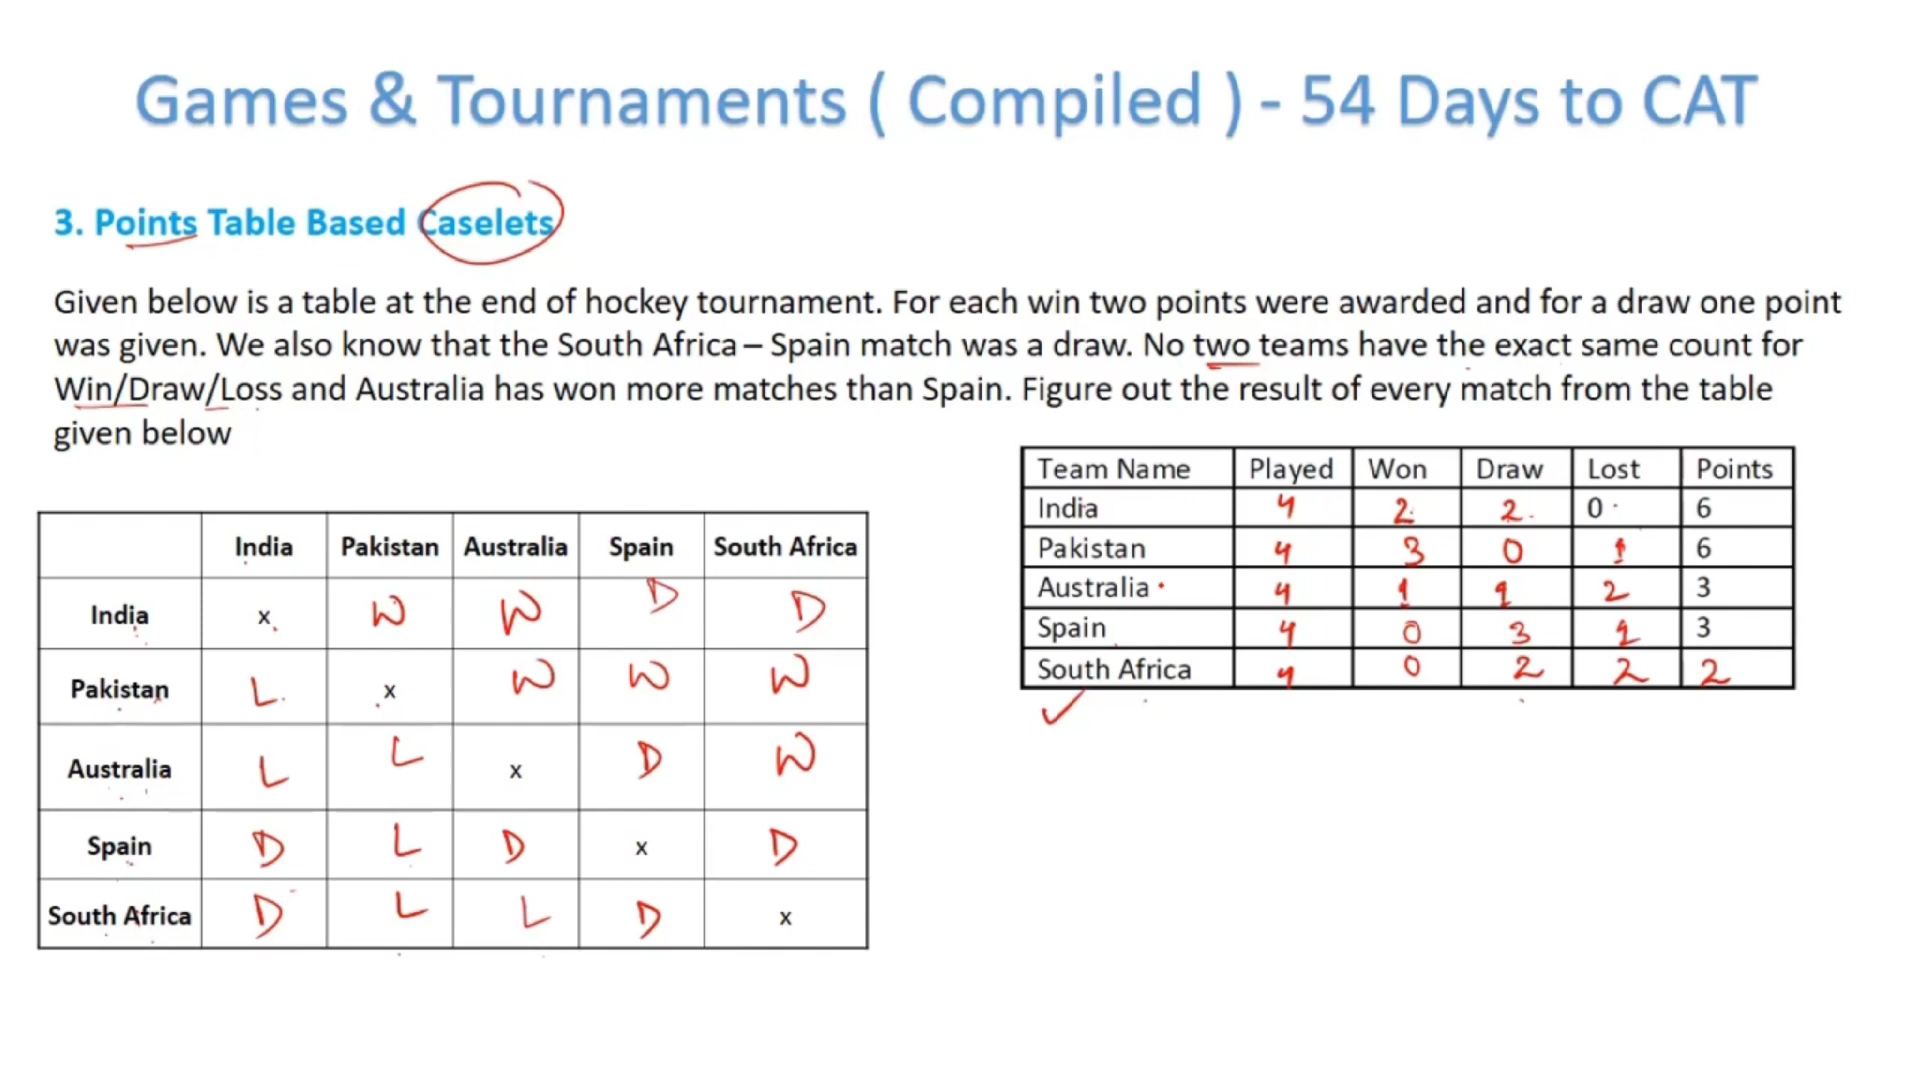 Games & Tournaments ( Compiled ) - 54 Days to CAT
3. Points Table Based Caselets
Given below is a table at the end of hockey tournament. For each win two points were awarded and for a draw one point
was given. We also know that the South Africa – Spain match was a draw. No two teams have the exact same count for
Win/Draw/Loss and Australia has won more matches than Spain. Figure out the result of every match from the table
given below
Team Name Played Won Draw Lost Points
India 4 2 2 0 6
Pakistan 4 3 0 1 6
Australia 4 1 1 2 3
Spain 4 0 3 1 3
South Africa 4 0 2 2 2
India Pakistan Australia Spain South Africa
India x W W D D
Pakistan L x W W W
Australia L L x D W
Spain D L D x D
South Africa D L L D x